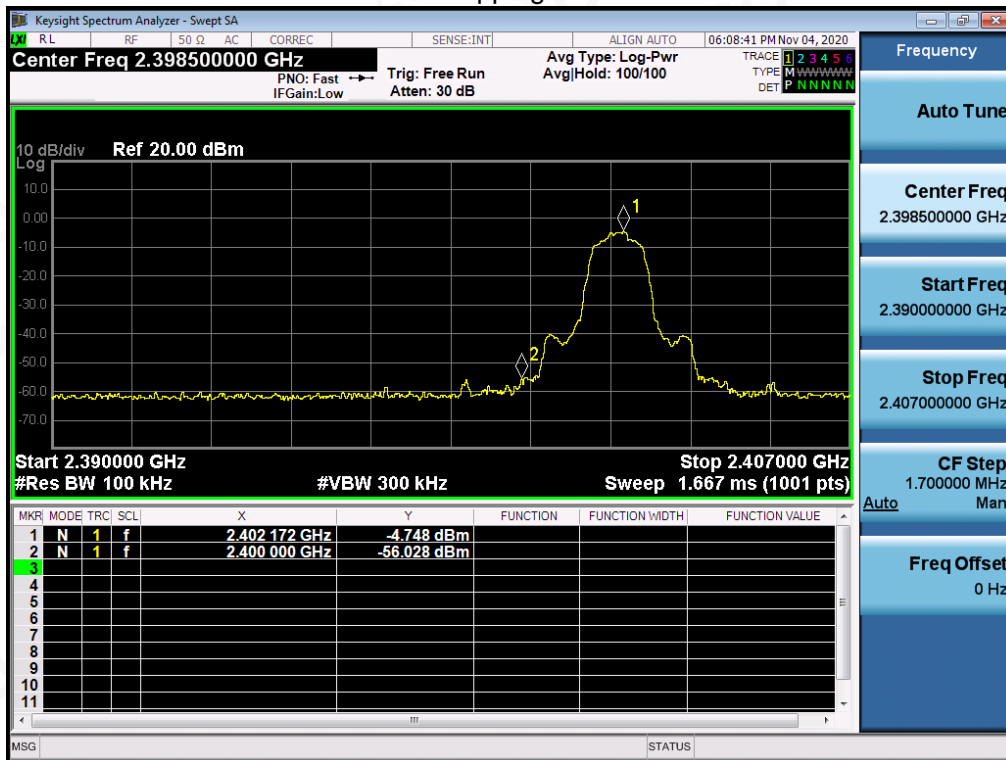 Keysight Spectrum Analyzer - Swept SA
LXI RL RF 50 Ω AC CORREC SENSE:INT ALIGN AUTO 06:08:41 PM Nov 04, 2020
Center Freq 2.398500000 GHz
PNO: Fast
IFGain:Low
Trig: Free Run
Atten: 30 dB
Avg Type: Log-Pwr
Avg|Hold: 100/100
TRACE 1 2 3 4 5 6
TYPE M WWWWW
DET P N N N N N
10 dB/div Ref 20.00 dBm
Log
10.0
0.00
-10.0
-20.0
-30.0
-40.0
-50.0
-60.0
-70.0
1
2
Start 2.390000 GHz Stop 2.407000 GHz
#Res BW 100 kHz #VBW 300 kHz Sweep 1.667 ms (1001 pts)
MKR MODE TRC SCL X Y FUNCTION FUNCTION WIDTH FUNCTION VALUE
1 N 1 f 2.402 172 GHz -4.748 dBm
2 N 1 f 2.400 000 GHz -56.028 dBm
3
4
5
6
7
8
9
10
11
MSG STATUS
Frequency
Auto Tune
Center Freq
2.398500000 GHz
Start Freq
2.390000000 GHz
Stop Freq
2.407000000 GHz
CF Step
1.700000 MHz
Auto Man
Freq Offset
0 Hz